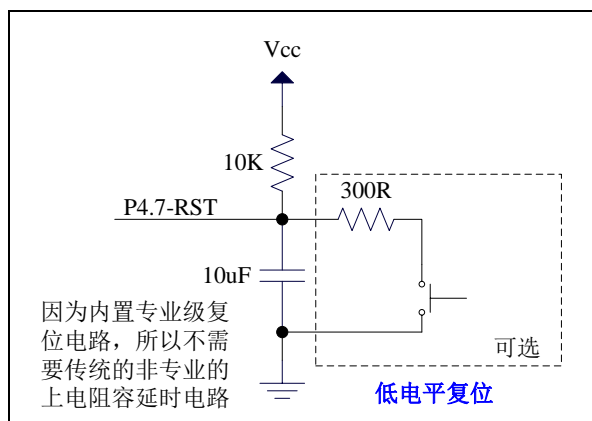 Vcc
10K
300R
P4.7-RST
10uF
因为内置专业级复
位电路，所以不需
要传统的非专业的
上电阻容延时电路
可选
低电平复位